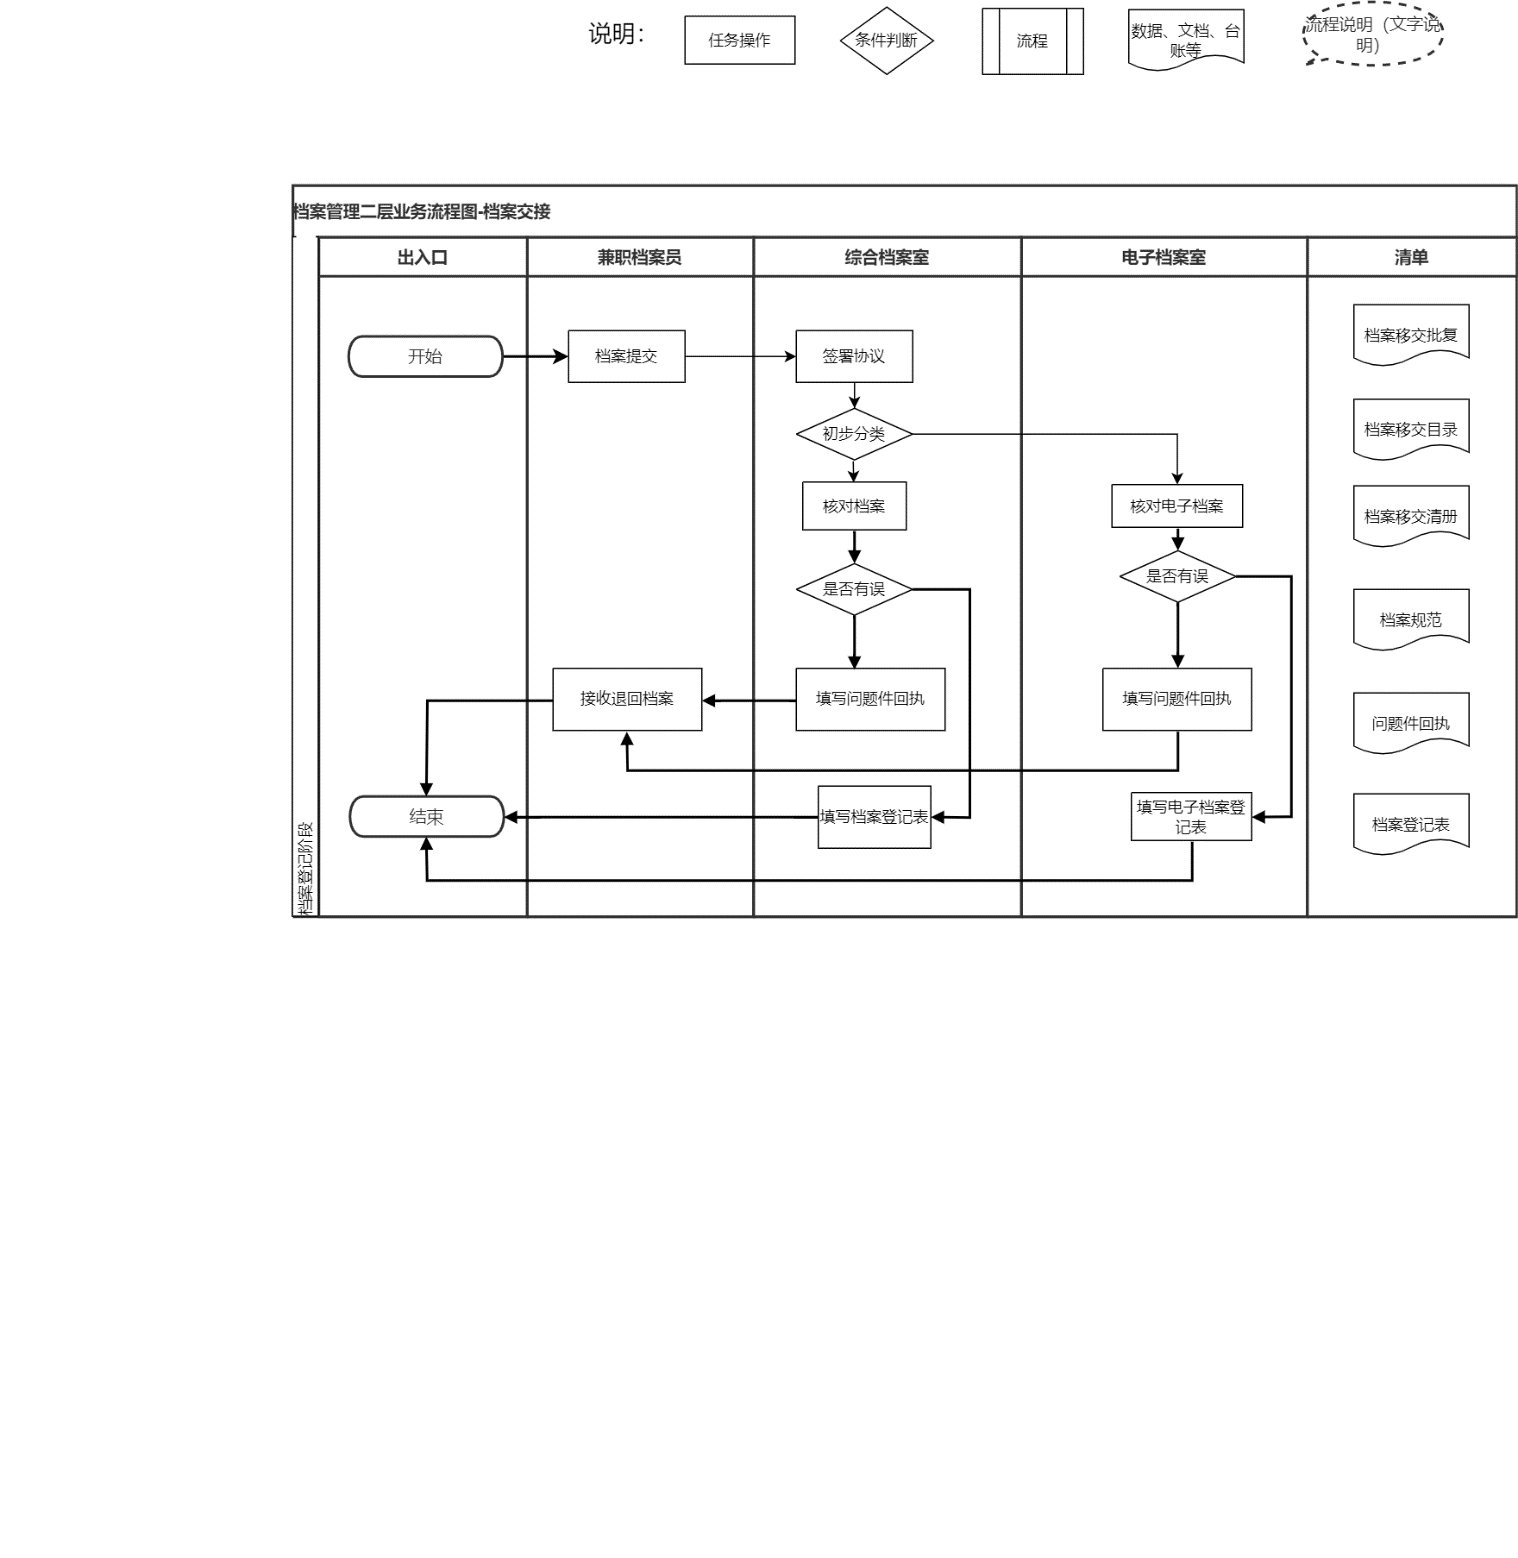 说明：
任务操作
条件判断
流程
数据、文档、台
账等
流程说明（文字说
明）
档案管理二层业务流程图-档案交接
出入口
兼职档案员
综合档案室
电子档案室
清单
开始
档案提交
签署协议
档案移交批复
初步分类
档案移交目录
核对档案
核对电子档案
档案移交清册
是否有误
是否有误
档案规范
接收退回档案
填写问题件回执
填写问题件回执
问题件回执
结束
填写档案登记表
填写电子档案登
记表
档案登记表
档案登记阶段